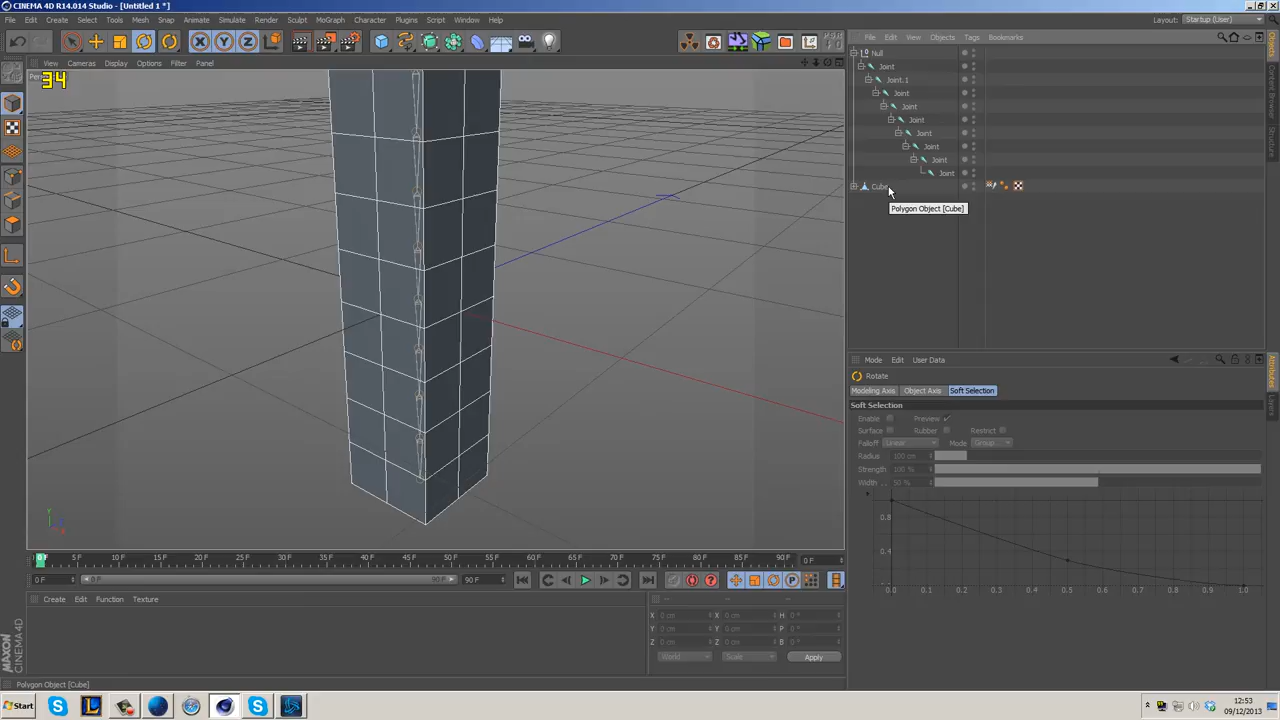 CINEMA 4D R14.014 Studio - [Untitled 1 *]
File Edit Create Select Tools Mesh Snap Animate Simulate Render Sculpt MoGraph Character Plugins Script Window Help
Layout: Startup (User)
View Cameras Display Options Filter Panel
34
File Edit View Objects Tags Bookmarks
Null
Joint
Joint.1
Joint
Joint
Joint
Joint
Joint
Joint
Joint
Cube
Polygon Object [Cube]
Objects
Content Browser
Structure
Mode Edit User Data
Rotate
Modeling Axis Object Axis Soft Selection
Soft Selection
Enable Preview
Surface Rubber Restrict
Falloff Linear Mode Group
Radius 100 cm
Strength 100 %
Width . . 50 %
0.8
0.4
0.0 0.1 0.2 0.3 0.4 0.5 0.6 0.7 0.8 0.9 1.0
Attributes
Layers
Y
0 F 5 F 10 F 15 F 20 F 25 F 30 F 35 F 40 F 45 F 50 F 55 F 60 F 65 F 70 F 75 F 80 F 85 F 90 F 0 F
0 F 0 F 90 F 90 F
Create Edit Function Texture
-- -- --
X 0 cm X 0 cm H 0 °
Y 0 cm Y 0 cm P 0 °
Z 0 cm Z 0 cm B 0 °
World Scale Apply
MAXON CINEMA 4D
Polygon Object [Cube]
Start
12:53
09/12/2013